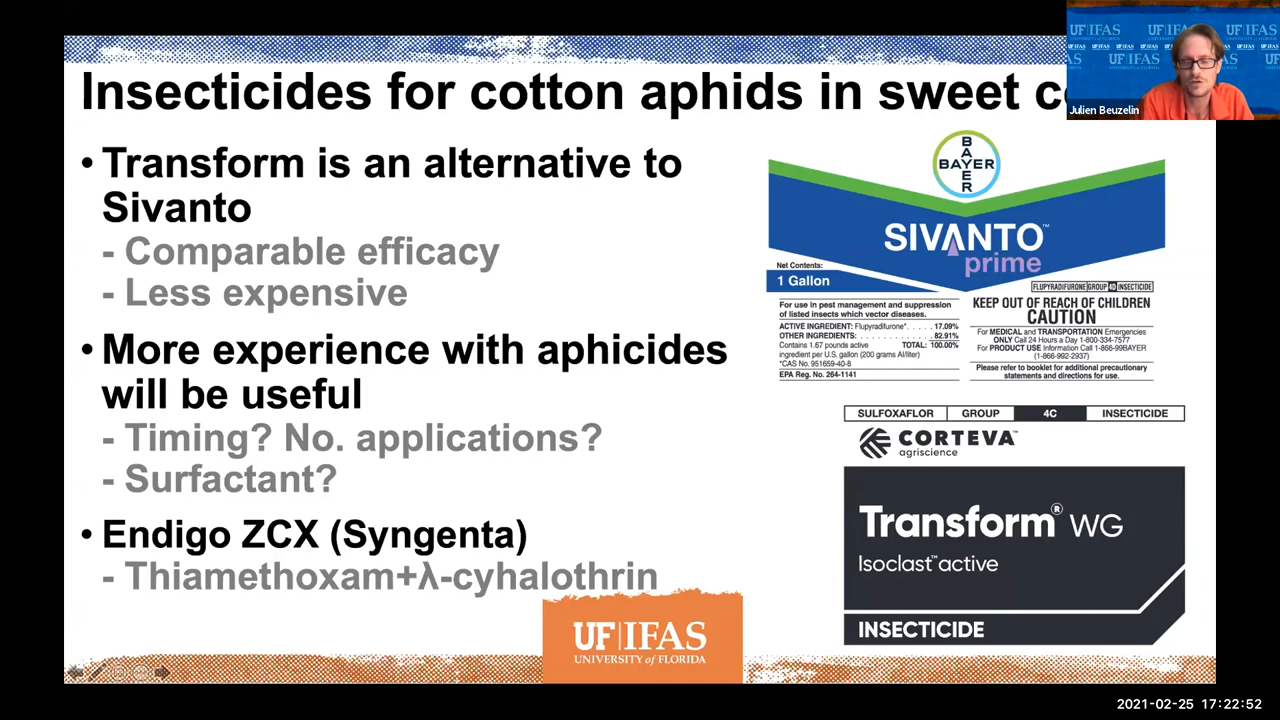 Insecticides for cotton aphids in sweet
• Transform is an alternative to
Sivanto
- Comparable efficacy
- Less expensive
• More experience with aphicides
will be useful
- Timing? No. applications?
- Surfactant?
• Endigo ZCX (Syngenta)
- Thiamethoxam+λ-cyhalothrin
UF|IFAS
UNIVERSITY of FLORIDA
BAYER
BAYER
SIVANTO™
prime
Net Contents:
1 Gallon
FLUPYRADIFURONE GROUP INSECTICIDE
For use in pest management and suppression
of listed insects which vector diseases.
ACTIVE INGREDIENT: Flupyradifurone*. . . . . 17.09%
OTHER INGREDIENTS: . . . . . . . . . . . 82.91%
Contains 1.67 pounds active TOTAL: 100.00%
ingredient per U.S. gallon (200 grams AI/liter)
*CAS No. 951659-40-8
EPA Reg. No. 264-1141
KEEP OUT OF REACH OF CHILDREN
CAUTION
For MEDICAL and TRANSPORTATION Emergencies
ONLY Call 24 Hours a Day 1-800-334-7577
For PRODUCT USE Information Call 1-866-99BAYER
(1-866-992-2937)
Please refer to booklet for additional precautionary
statements and directions for use.
SULFOXAFLOR GROUP 4C INSECTICIDE
CORTEVA™
agriscience
Transform® WG
Isoclast™ active
INSECTICIDE
UF|IFAS
Julien Beuzelin
2021-02-25 17:22:52